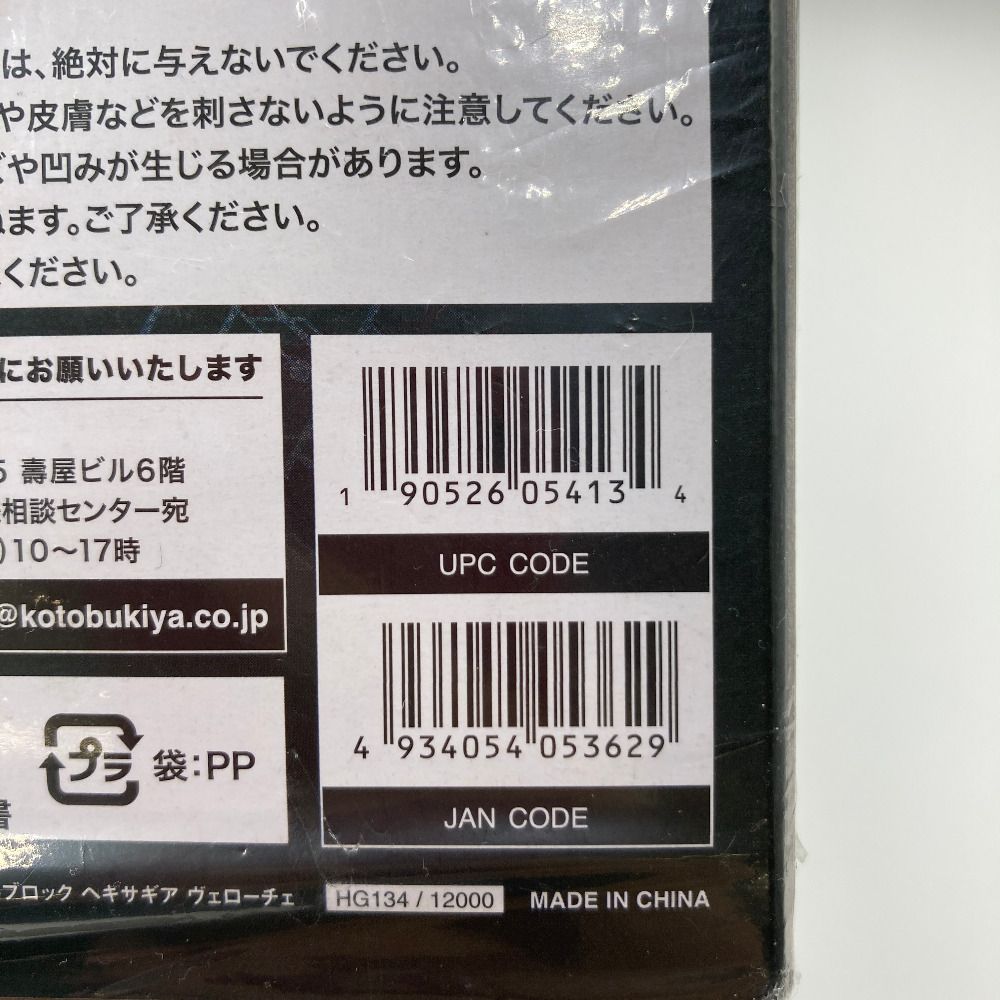 は、絶対に与えないでください。
や皮膚などを刺さないように注意してください。
や凹みが生じる場合があります。
ます。ご了承ください。
ください。
にお願いいたします
5 壽屋ビル6階
相談センター宛
)10〜17時
@kotobukiya.co.jp
1 90526 05413 4
UPC CODE
4 934054 053629
JAN CODE
プラ 袋:PP
書
ブロック ヘキサギア ヴェローチェ
HG134 / 12000
MADE IN CHINA